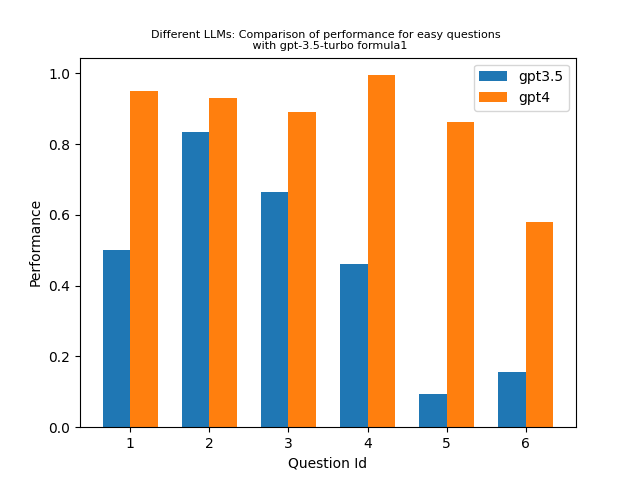 Different LLMs: Comparison of performance for easy questions
with gpt-3.5-turbo formula1
gpt3.5
gpt4
1.0
0.8
0.6
0.4
0.2
0.0
Performance
1 2 3 4 5 6
Question Id